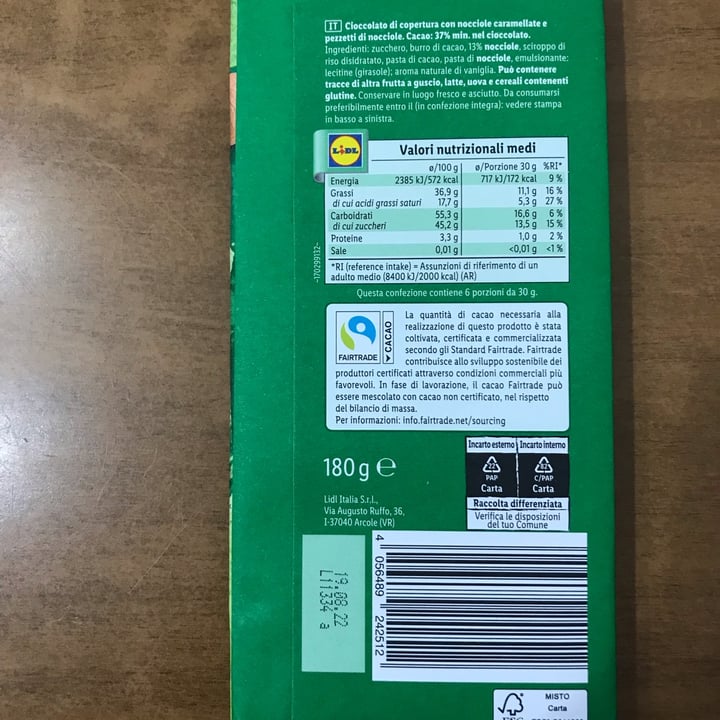 IT Cioccolato di copertura con nocciole caramellate e
pezzetti di nocciole. Cacao: 37% min. nel cioccolato.
Ingredienti: zucchero, burro di cacao, 13% nocciole, sciroppo di
riso disidratato, pasta di cacao, pasta di nocciole, emulsionante:
lecitine (girasole); aroma naturale di vaniglia. Può contenere
tracce di altra frutta a guscio, latte, uova e cereali contenenti
glutine. Conservare in luogo fresco e asciutto. Da consumarsi
preferibilmente entro il (in confezione integra): vedere stampa
in basso a sinistra.
LIDL
Valori nutrizionali medi
ø/100 g ø/Porzione 30 g %RI*
Energia 2385 kJ/572 kcal 717 kJ/172 kcal 9 %
Grassi 36,9 g 11,1 g 16 %
di cui acidi grassi saturi 17,7 g 5,3 g 27 %
Carboidrati 55,3 g 16,6 g 6 %
di cui zuccheri 45,2 g 13,5 g 15 %
Proteine 3,3 g 1,0 g 2 %
Sale 0,01 g <0,01 g <1 %
*RI (reference intake) = Assunzioni di riferimento di un
adulto medio (8400 kJ/2000 kcal) (AR)
-170299132-
Questa confezione contiene 6 porzioni da 30 g.
FAIRTRADE
CACAO
La quantità di cacao necessaria alla
realizzazione di questo prodotto è stata
coltivata, certificata e commercializzata
secondo gli Standard Fairtrade. Fairtrade
contribuisce allo sviluppo sostenibile dei
produttori certificati attraverso condizioni commerciali più
favorevoli. In fase di lavorazione, il cacao Fairtrade può
essere mescolato con cacao non certificato, nel rispetto
del bilancio di massa.
Per informazioni: info.fairtrade.net/sourcing
180 g e
Lidl Italia S.r.l.,
Via Augusto Ruffo, 36,
I-37040 Arcole (VR)
Incarto esterno Incarto interno
22 82
PAP C/PAP
Carta Carta
Raccolta differenziata
Verifica le disposizioni
del tuo Comune
19.08.22
L11334 a
4 056489 242512
MISTO
Carta